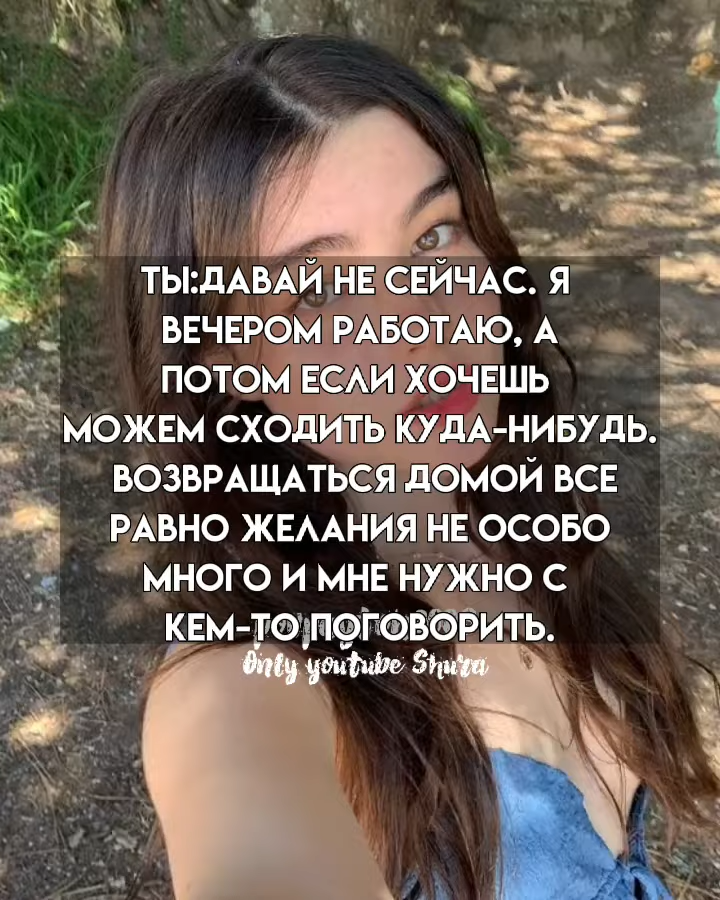 ТЫ:ДАВАЙ НЕ СЕЙЧАС. Я
ВЕЧЕРОМ РАБОТАЮ, А
ПОТОМ ЕСЛИ ХОЧЕШЬ
МОЖЕМ СХОДИТЬ КУДА-НИБУДЬ.
ВОЗВРАЩАТЬСЯ ДОМОЙ ВСЕ
РАВНО ЖЕЛАНИЯ НЕ ОСОБО
МНОГО И МНЕ НУЖНО С
КЕМ-ТО ПОГОВОРИТЬ.
Only youtube Shura